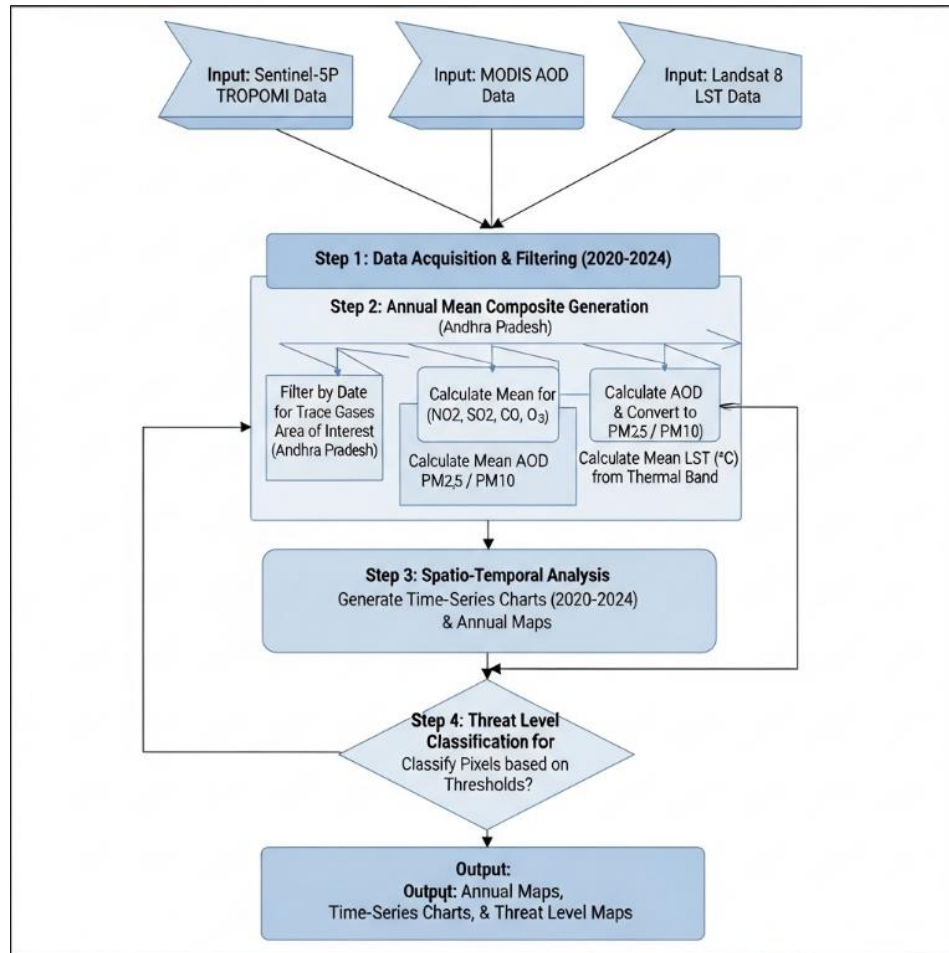 Input: Sentinel-5P
TROPOMI Data
Input: MODIS AOD
Data
Input: Landsat 8
LST Data
Step 1: Data Acquisition & Filtering (2020-2024)
Step 2: Annual Mean Composite Generation
(Andhra Pradesh)
Filter by Date
for Trace Gases
Area of Interest
(Andhra Pradesh)
Calculate Mean for
(NO2, SO2, CO, O₃)
Calculate Mean AOD
PM2,5 / PM10
Calculate AOD
& Convert to
PM25 / PM10)
Calculate Mean LST (°C)
from Thermal Band
Step 3: Spatio-Temporal Analysis
Generate Time-Series Charts (2020-2024)
& Annual Maps
Step 4: Threat Level
Classification for
Classify Pixels based on
Thresholds?
Output:
Output: Annual Maps,
Time-Series Charts, & Threat Level Maps